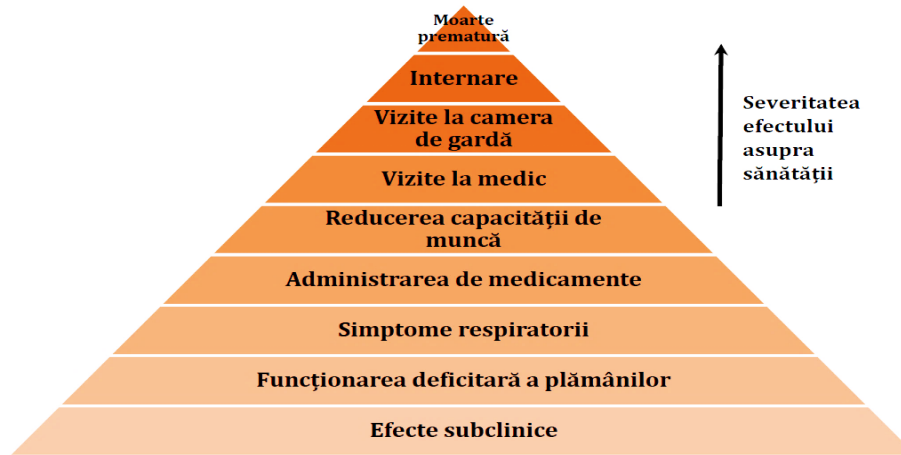 Moarte
prematură
Internare
Vizite la camera
de gardă
Vizite la medic
Reducerea capacității de
muncă
Administrarea de medicamente
Simptome respiratorii
Funcționarea deficitară a plămânilor
Efecte subclinice
Severitatea
efectului
asupra
sănătății